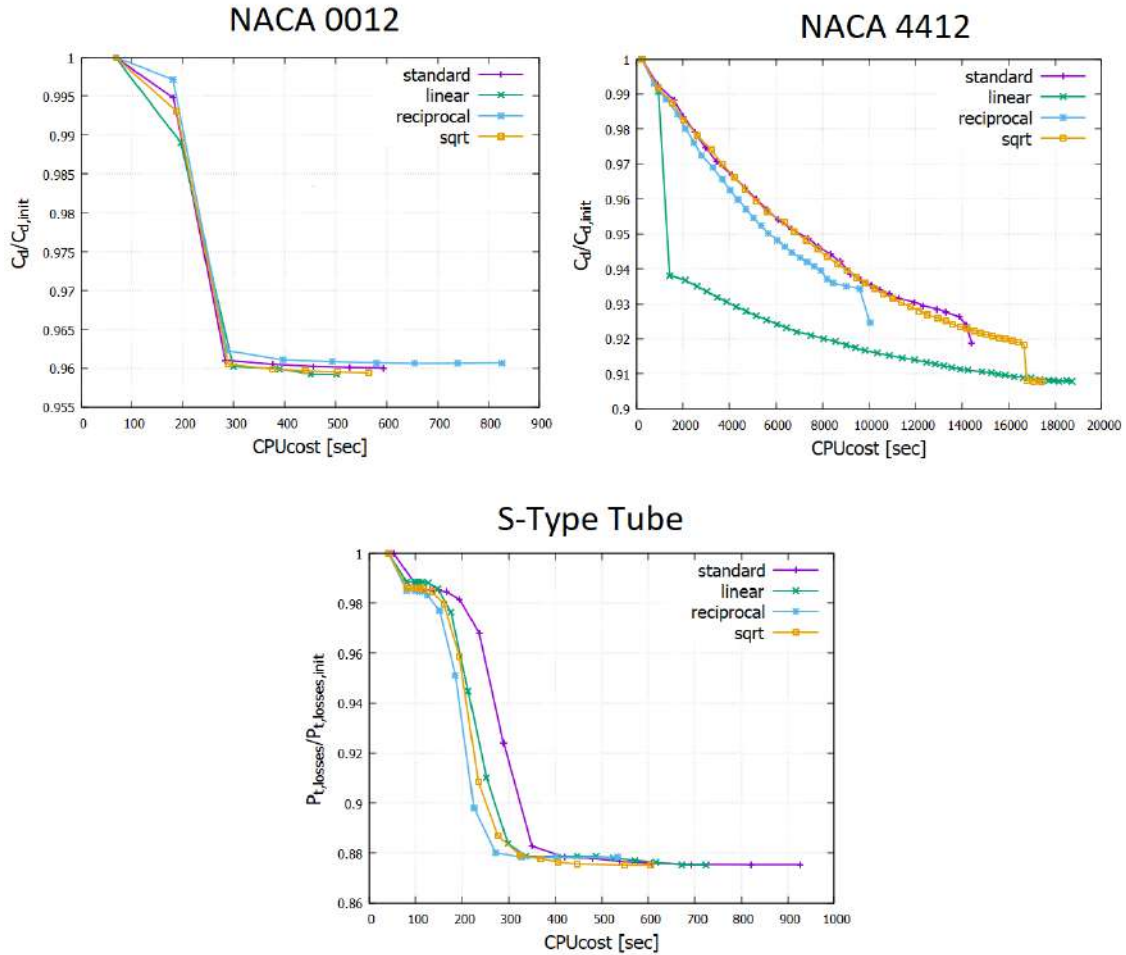 NACA 0012
1
0.995
0.99
0.985
0.98
0.975
0.97
0.965
0.96
0.955
0 100 200 300 400 500 600 700 800 900
Cd/Cd,init
CPUcost [sec]
standard
linear
reciprocal
sqrt
NACA 4412
1
0.99
0.98
0.97
0.96
0.95
0.94
0.93
0.92
0.91
0.9
0 2000 4000 6000 8000 10000 12000 14000 16000 18000 20000
Cd/Cd,init
CPUcost [sec]
standard
linear
reciprocal
sqrt
S-Type Tube
1
0.98
0.96
0.94
0.92
0.9
0.88
0.86
0 100 200 300 400 500 600 700 800 900 1000
Pt,losses/Pt,losses,init
CPUcost [sec]
standard
linear
reciprocal
sqrt